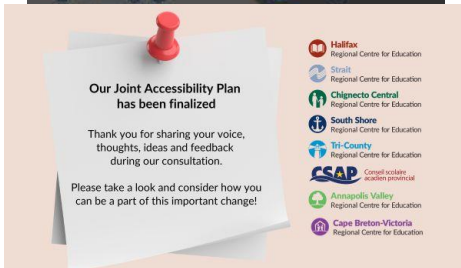 Our Joint Accessibility Plan
has been finalized
Thank you for sharing your voice,
thoughts, ideas and feedback
during our consultation.
Please take a look and consider how you
can be a part of this important change!
Halifax
Regional Centre for Education
Strait
Regional Centre for Education
Chignecto Central
Regional Centre for Education
South Shore
Regional Centre for Education
Tri-County
Regional Centre for Education
CSAP Conseil scolaire
acadien provincial
Annapolis Valley
Regional Centre for Education
Cape Breton-Victoria
Regional Centre for Education